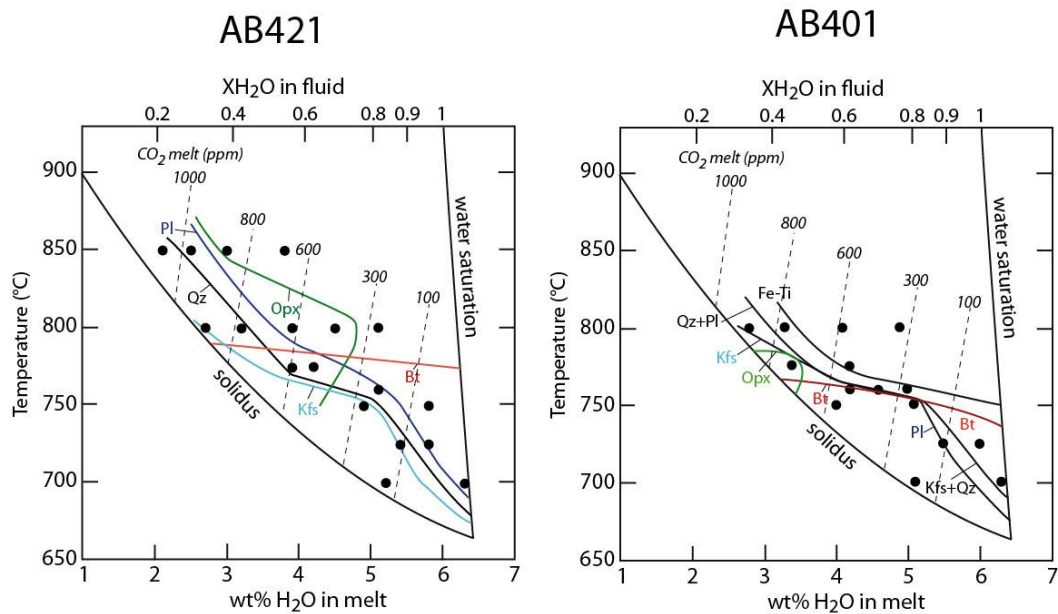 AB421
XH2O in fluid
0.2 0.4 0.6 0.8 0.9 1
CO2 melt (ppm)
1000
800
600
300
100
Pl
Qz
Opx
Bt
Kfs
solidus
water saturation
Temperature (°C)
900
850
800
750
700
650
1 2 3 4 5 6 7
wt% H2O in melt
AB401
XH2O in fluid
0.2 0.4 0.6 0.8 0.9 1
CO2 melt (ppm)
1000
800
600
300
100
Fe-Ti
Qz+Pl
Kfs
Opx
Bt
Bt
Pl
Kfs+Qz
solidus
water saturation
Temperature (°C)
900
850
800
750
700
650
1 2 3 4 5 6 7
wt% H2O in melt